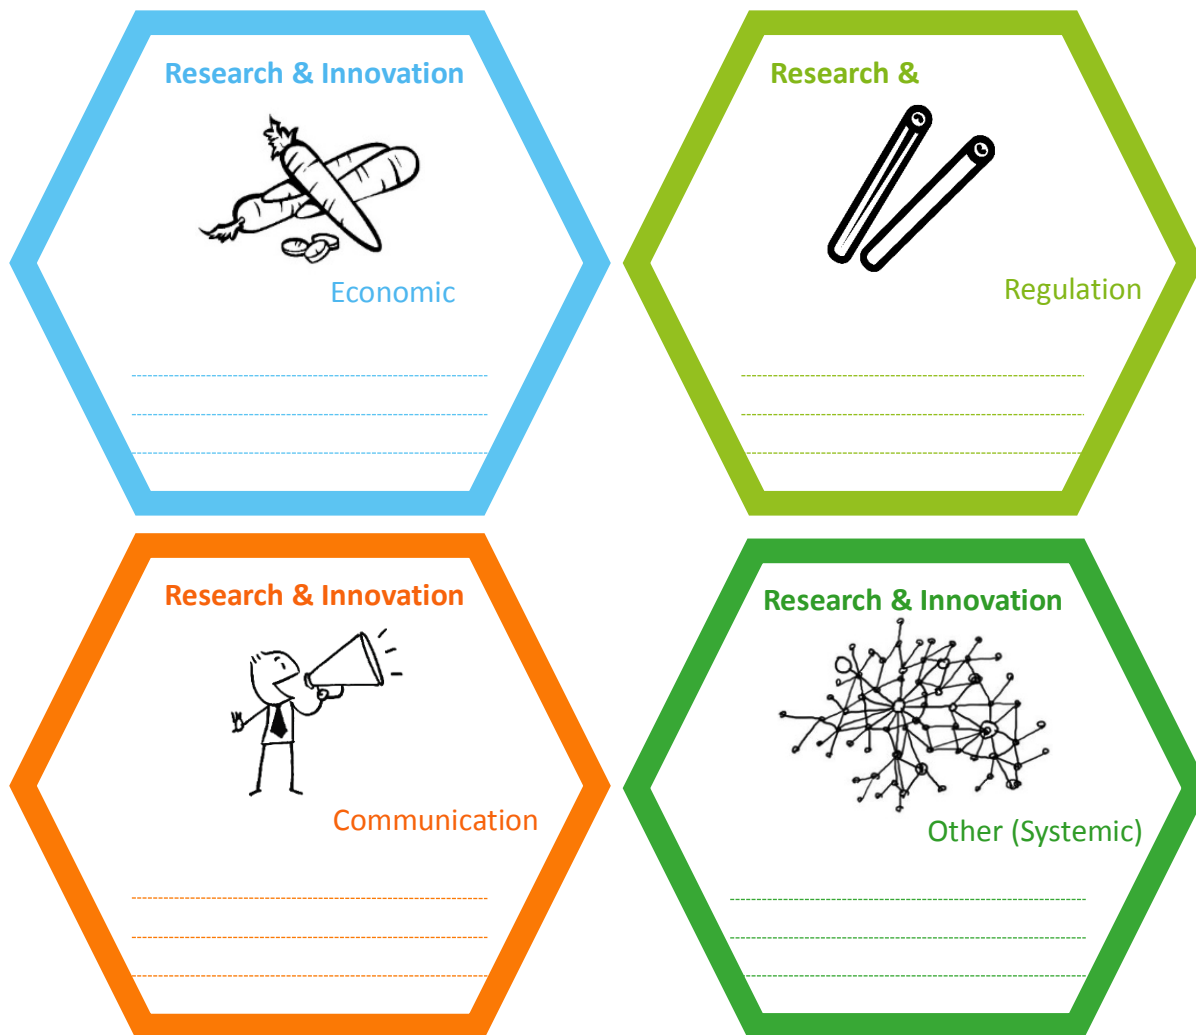 Research & Innovation
Economic
Research &
Regulation
Research & Innovation
Communication
Research & Innovation
Other (Systemic)